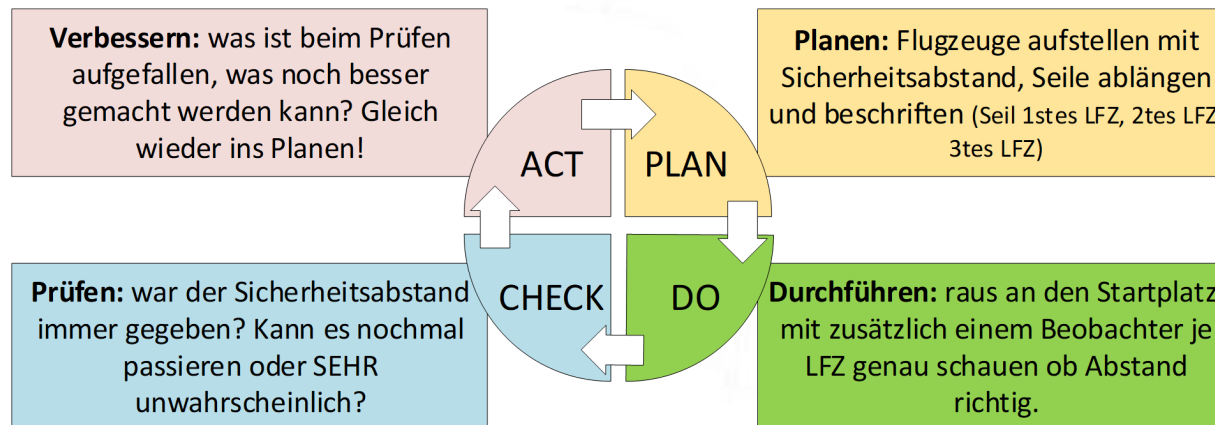 Verbessern: was ist beim Prüfen
aufgefallen, was noch besser
gemacht werden kann? Gleich
wieder ins Planen!
Planen: Flugzeuge aufstellen mit
Sicherheitsabstand, Seile ablängen
und beschriften (Seil 1stes LFZ, 2tes LFZ
3tes LFZ)
ACT
PLAN
CHECK
DO
Prüfen: war der Sicherheitsabstand
immer gegeben? Kann es nochmal
passieren oder SEHR
unwahrscheinlich?
Durchführen: raus an den Startplatz
mit zusätzlich einem Beobachter je
LFZ genau schauen ob Abstand
richtig.